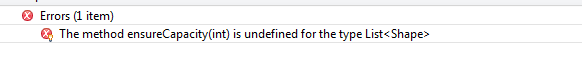 Errors (1 item)
The method ensureCapacity(int) is undefined for the type List<Shape>